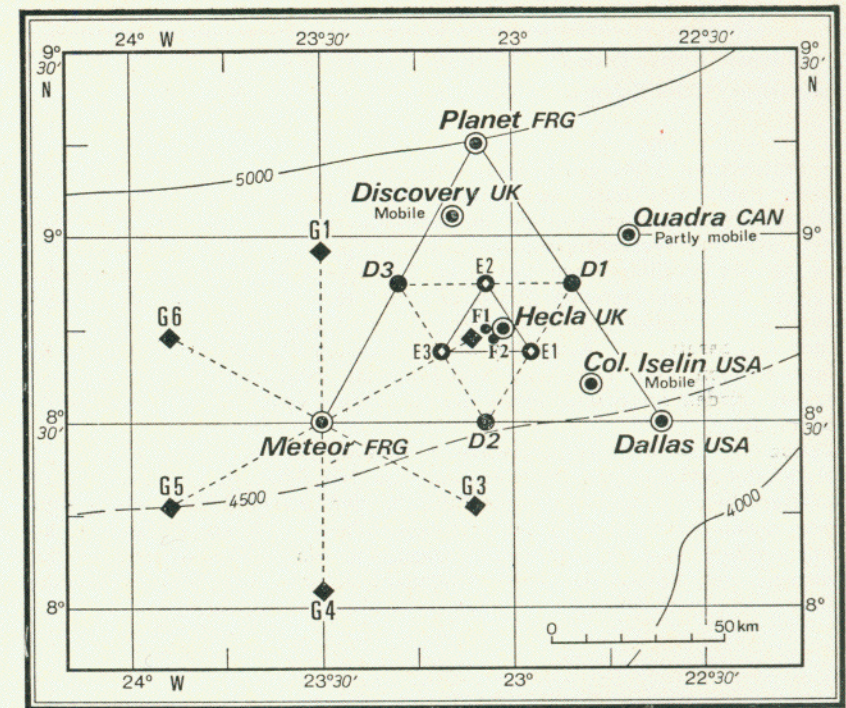 24° W 23°30' 23° 22°30'
9°
30'
N
9°
30'
N
Planet FRG
5000
Discovery UK
Mobile
Quadra CAN
Partly mobile
G1
9°
9°
D3
E2
D1
G6
F1
Hecla UK
E3
F2
E1
Col. Iselin USA
Mobile
8°
30'
8°
30'
Meteor FRG
D2
Dallas USA
G5
4500
G3
4000
G4
8°
8°
0 50 km
24° W 23°30' 23° 22°30'